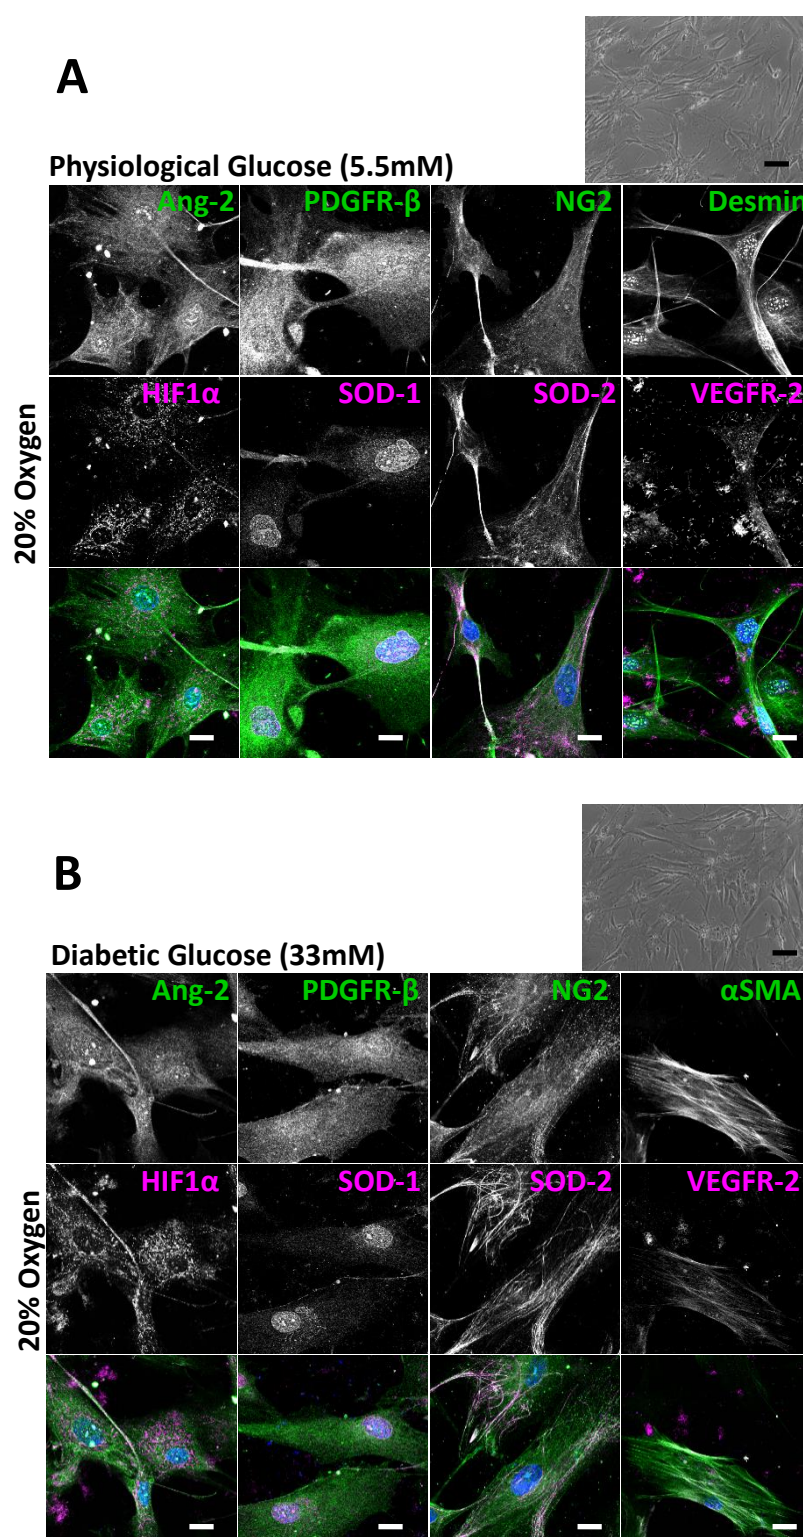 A
Physiological Glucose (5.5mM)
Ang-2 PDGFR-β NG2 Desmin
HIF1α SOD-1 SOD-2 VEGFR-2
20% Oxygen
B
Diabetic Glucose (33mM)
Ang-2 PDGFR-β NG2 αSMA
HIF1α SOD-1 SOD-2 VEGFR-2
20% Oxygen